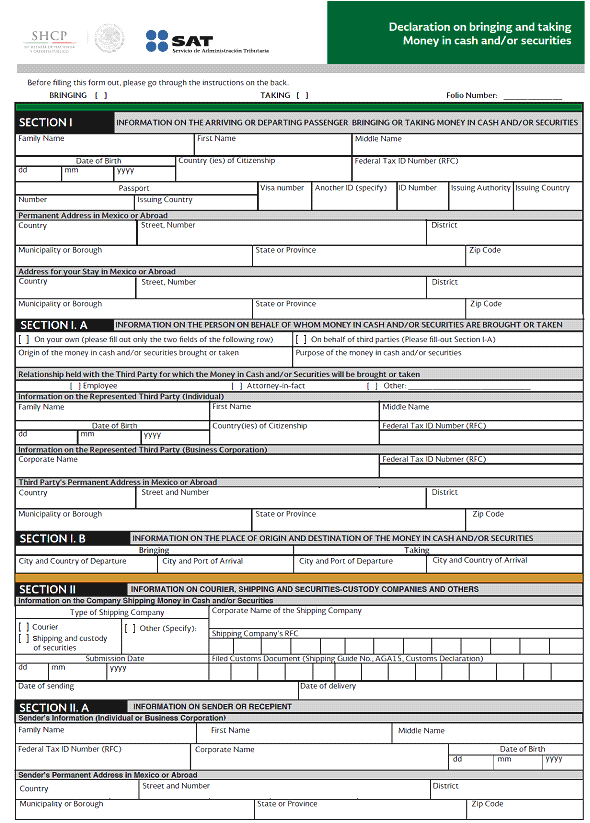 SHCP
SAT
Servicio de Administración Tributaria
Declaration on bringing and taking
Money in cash and/or securities
Before filling this form out, please go through the instructions on the back.
BRINGING [ ] TAKING [ ] Folio Number: ____________
SECTION I INFORMATION ON THE ARRIVING OR DEPARTING PASSENGER BRINGING OR TAKING MONEY IN CASH AND/OR SECURITIES
Family Name First Name Middle Name
Date of Birth Country (ies) of Citizenship Federal Tax ID Number (RFC)
dd mm yyyy
Passport Visa number Another ID (specify) ID Number Issuing Authority Issuing Country
Number Issuing Country
Permanent Address in Mexico or Abroad
Country Street, Number District
Municipality or Borough State or Province Zip Code
Address for your Stay in Mexico or Abroad
Country Street, Number District
Municipality or Borough State or Province Zip Code
SECTION I. A INFORMATION ON THE PERSON ON BEHALF OF WHOM MONEY IN CASH AND/OR SECURITIES ARE BROUGHT OR TAKEN
[ ] On your own (please fill out only the two fields of the following row) [ ] On behalf of third parties (Please fill-out Section I-A)
Origin of the money in cash and/or securities brought or taken Purpose of the money in cash and/or securities
Relationship held with the Third Party for which the Money in Cash and/or Securities will be brought or taken
[ ] Employee [ ] Attorney-in-fact [ ] Other: ____________
Information on the Represented Third Party (Individual)
Family Name First Name Middle Name
Date of Birth Country(ies) of Citizenship Federal Tax ID Number (RFC)
dd mm yyyy
Information on the Represented Third Party (Business Corporation)
Corporate Name Federal Tax ID Nubmer (RFC)
Third Party's Permanent Address in Mexico or Abroad
Country Street and Number District
Municipality or Borough State or Province Zip Code
SECTION I. B INFORMATION ON THE PLACE OF ORIGIN AND DESTINATION OF THE MONEY IN CASH AND/OR SECURITIES
Bringing Taking
City and Country of Departure City and Port of Arrival City and Port of Departure City and Country of Arrival
SECTION II INFORMATION ON COURIER, SHIPPING AND SECURITIES-CUSTODY COMPANIES AND OTHERS
Information on the Company Shipping Money in Cash and/or Securities
Type of Shipping Company Corporate Name of the Shipping Company
[ ] Courier [ ] Other (Specify):
[ ] Shipping and custody of securities Shipping Company's RFC
Submission Date Filed Customs Document (Shipping Guide No., AGA15, Customs Declaration)
dd mm yyyy
Date of sending Date of delivery
SECTION II. A INFORMATION ON SENDER OR RECEPIENT
Sender's Information (Individual or Business Corporation)
Family Name First Name Middle Name
Federal Tax ID Number (RFC) Corporate Name Date of Birth
dd mm yyyy
Sender's Permanent Address in Mexico or Abroad
Country Street and Number District
Municipality or Borough State or Province Zip Code